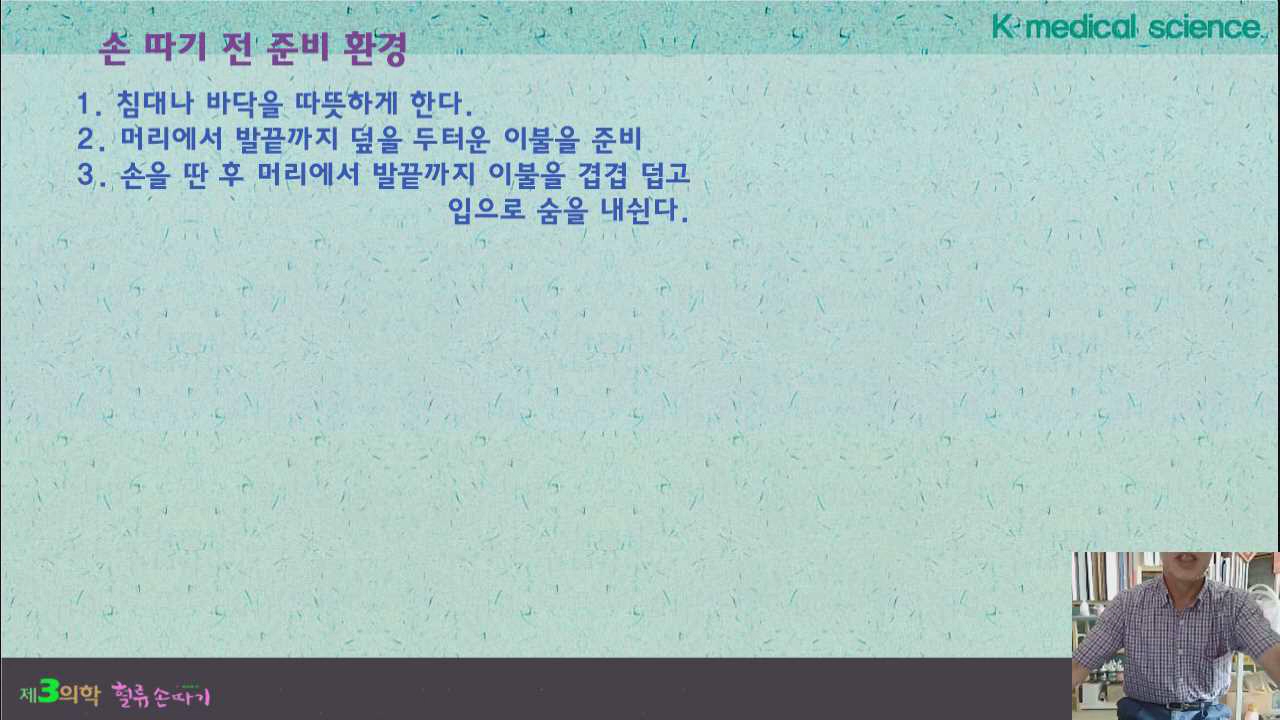 K medical science
손 따기 전 준비 환경
1. 침대나 바닥을 따뜻하게 한다.
2. 머리에서 발끝까지 덮을 두터운 이불을 준비
3. 손을 딴 후 머리에서 발끝까지 이불을 겹겹 덥고
입으로 숨을 내쉰다.
제3의학 혈류 손따기